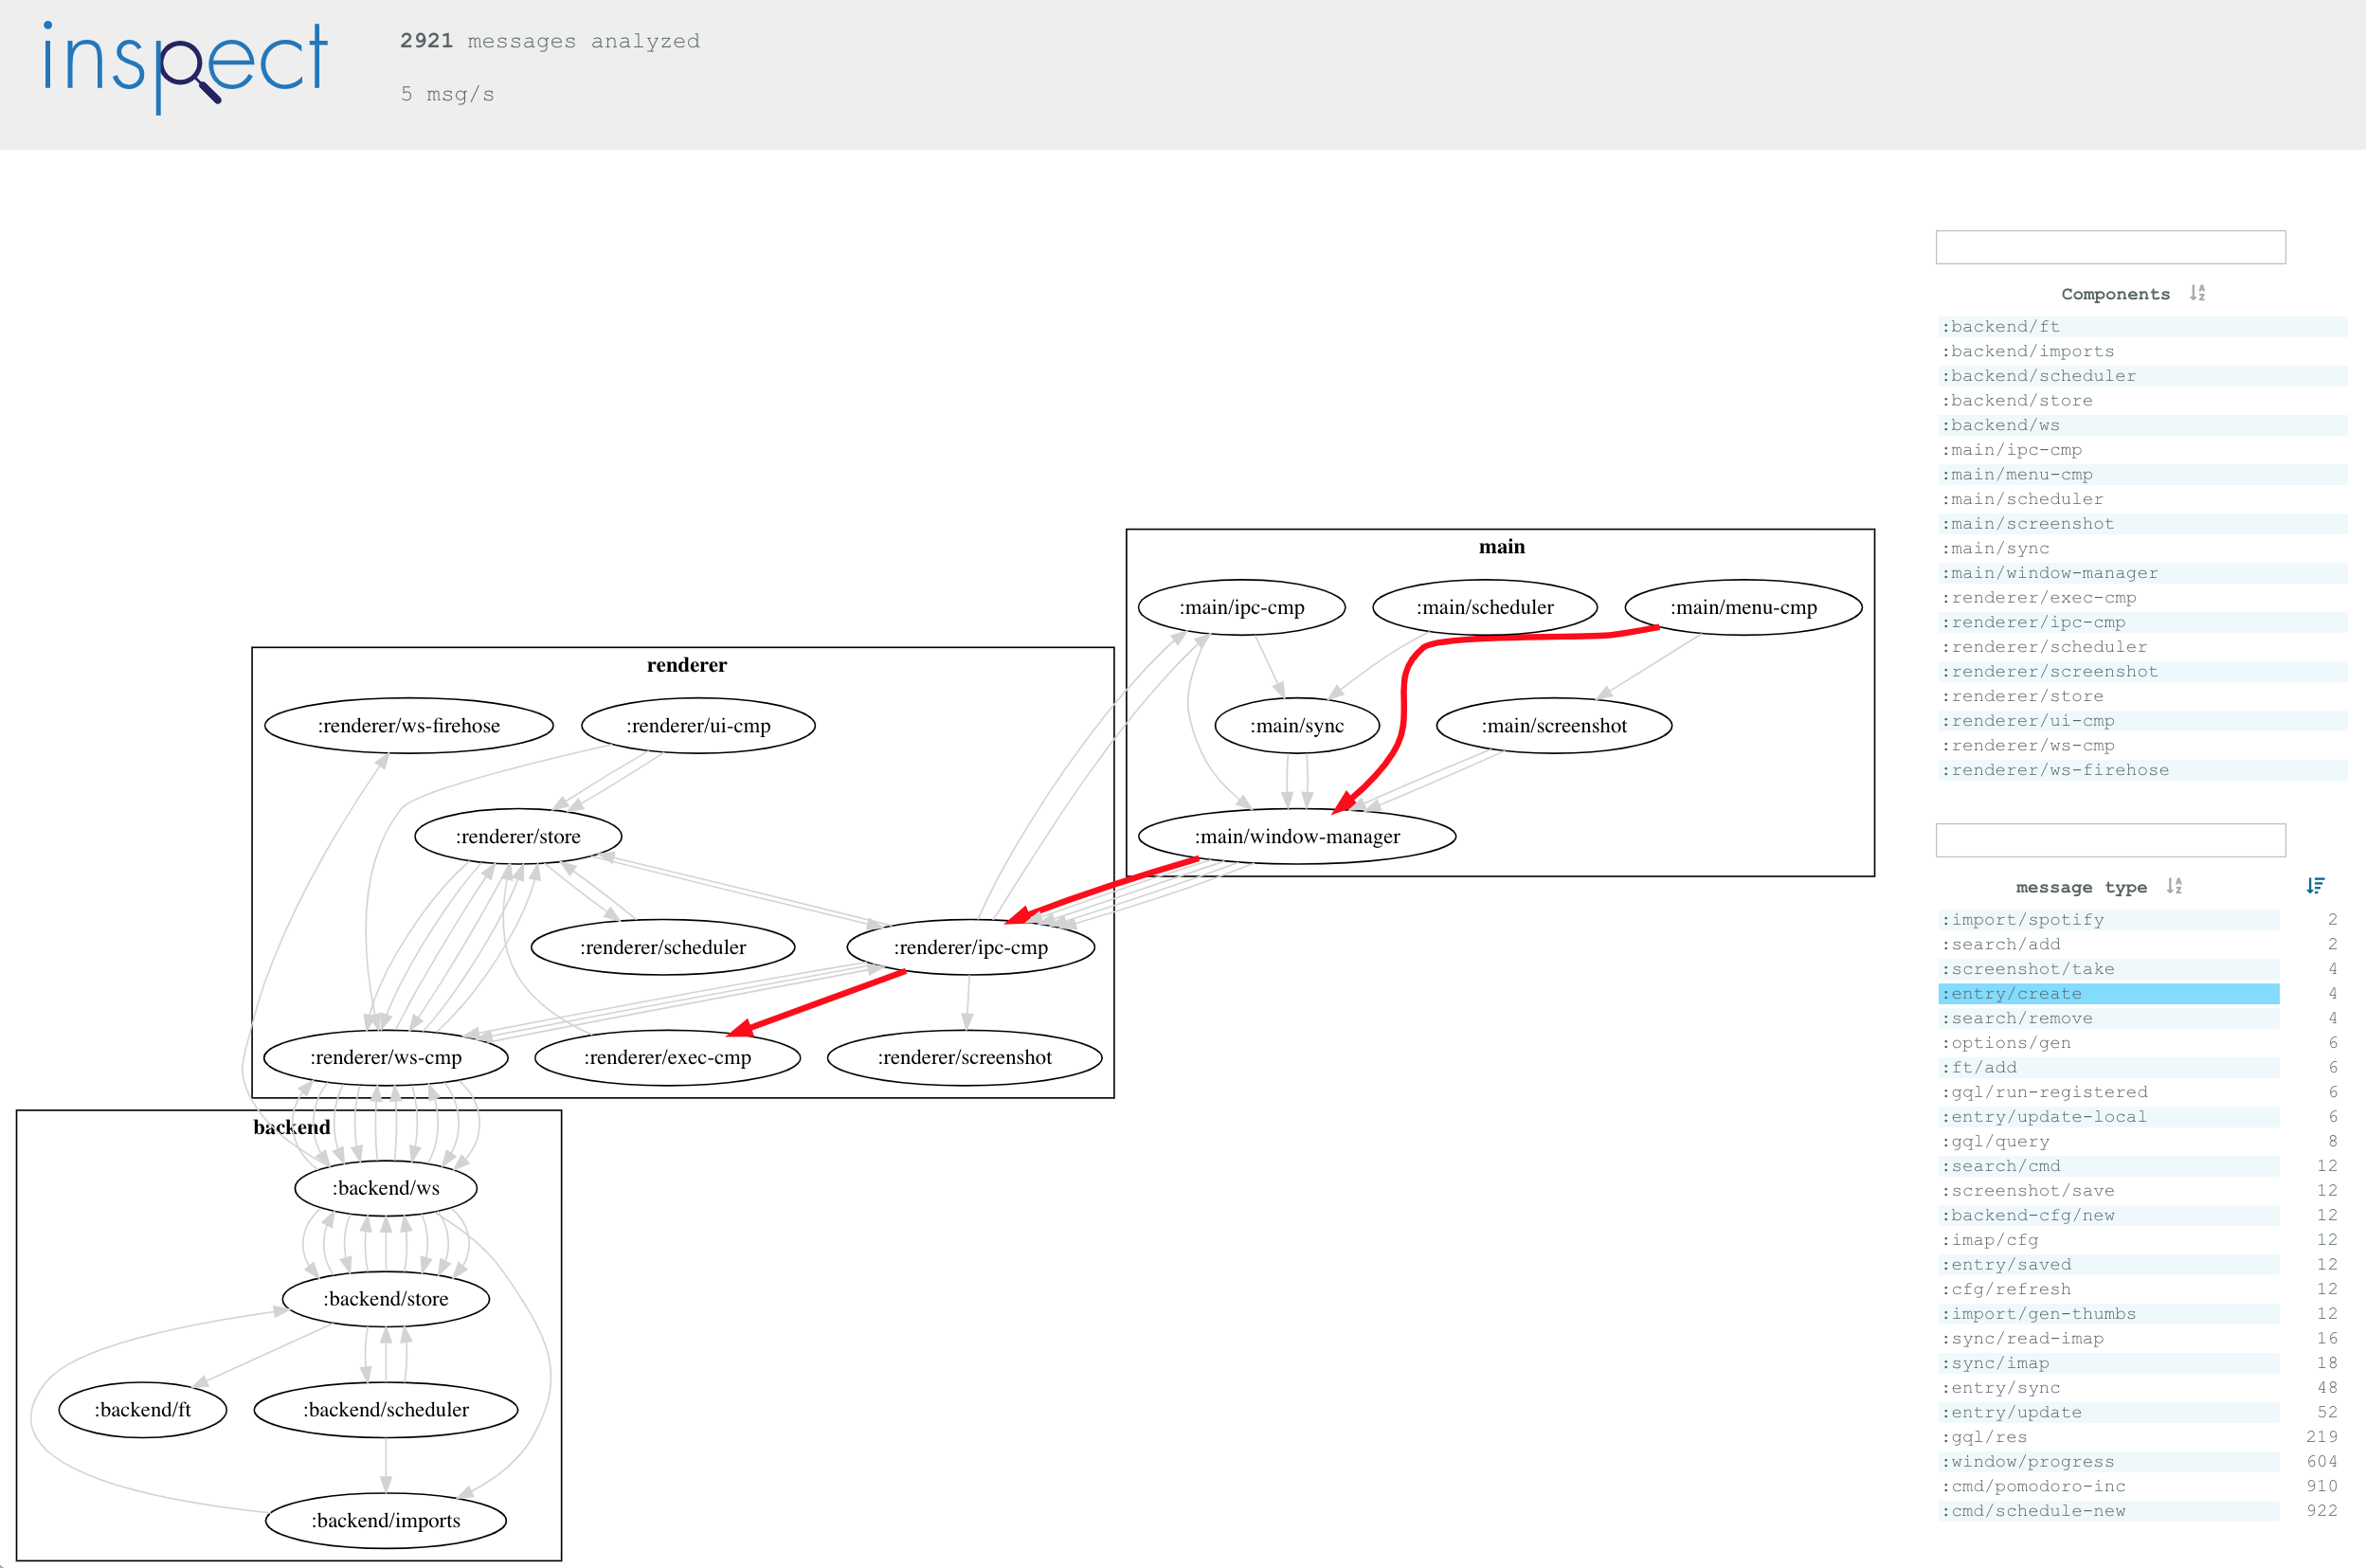 inspect
2921 messages analyzed
5 msg/s
main
:main/ipc-cmp
:main/scheduler
:main/menu-cmp
:main/sync
:main/screenshot
:main/window-manager
renderer
:renderer/ws-firehose
:renderer/ui-cmp
:renderer/store
:renderer/scheduler
:renderer/ipc-cmp
:renderer/ws-cmp
:renderer/exec-cmp
:renderer/screenshot
backend
:backend/ws
:backend/store
:backend/ft
:backend/scheduler
:backend/imports
Components
:backend/ft
:backend/imports
:backend/scheduler
:backend/store
:backend/ws
:main/ipc-cmp
:main/menu-cmp
:main/scheduler
:main/screenshot
:main/sync
:main/window-manager
:renderer/exec-cmp
:renderer/ipc-cmp
:renderer/scheduler
:renderer/screenshot
:renderer/store
:renderer/ui-cmp
:renderer/ws-cmp
:renderer/ws-firehose
message type
:import/spotify 2
:search/add 2
:screenshot/take 4
:entry/create 4
:search/remove 4
:options/gen 6
:ft/add 6
:gql/run-registered 6
:entry/update-local 6
:gql/query 8
:search/cmd 12
:screenshot/save 12
:backend-cfg/new 12
:imap/cfg 12
:entry/saved 12
:cfg/refresh 12
:import/gen-thumbs 12
:sync/read-imap 16
:sync/imap 18
:entry/sync 48
:entry/update 52
:gql/res 219
:window/progress 604
:cmd/pomodoro-inc 910
:cmd/schedule-new 922